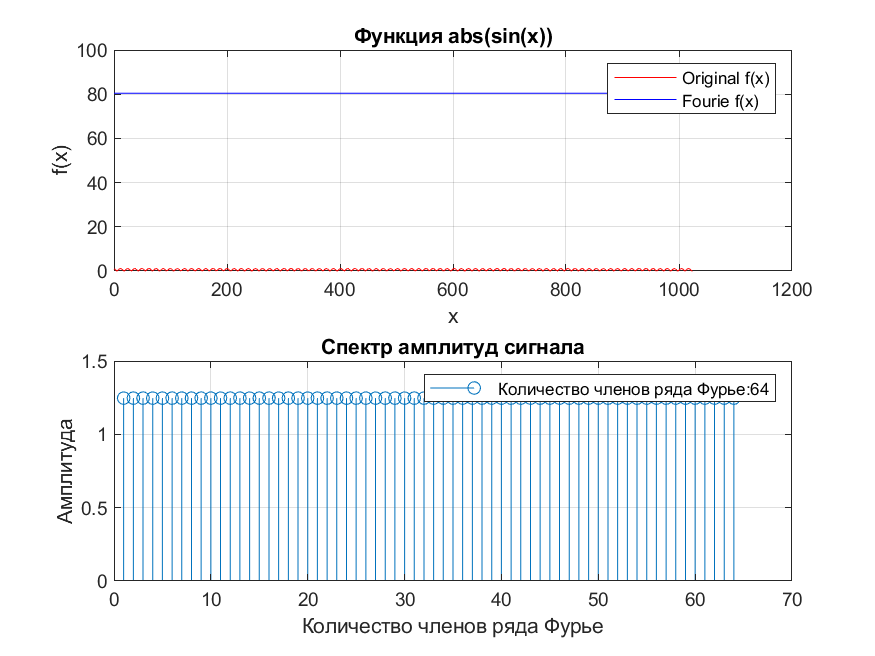 Функция abs(sin(x))
100
80
60
40
20
0
f(x)
Original f(x)
Fourie f(x)
0 200 400 600 800 1000 1200
x
Спектр амплитуд сигнала
1.5
1
0.5
0
Амплитуда
Количество членов ряда Фурье:64
0 10 20 30 40 50 60 70
Количество членов ряда Фурье